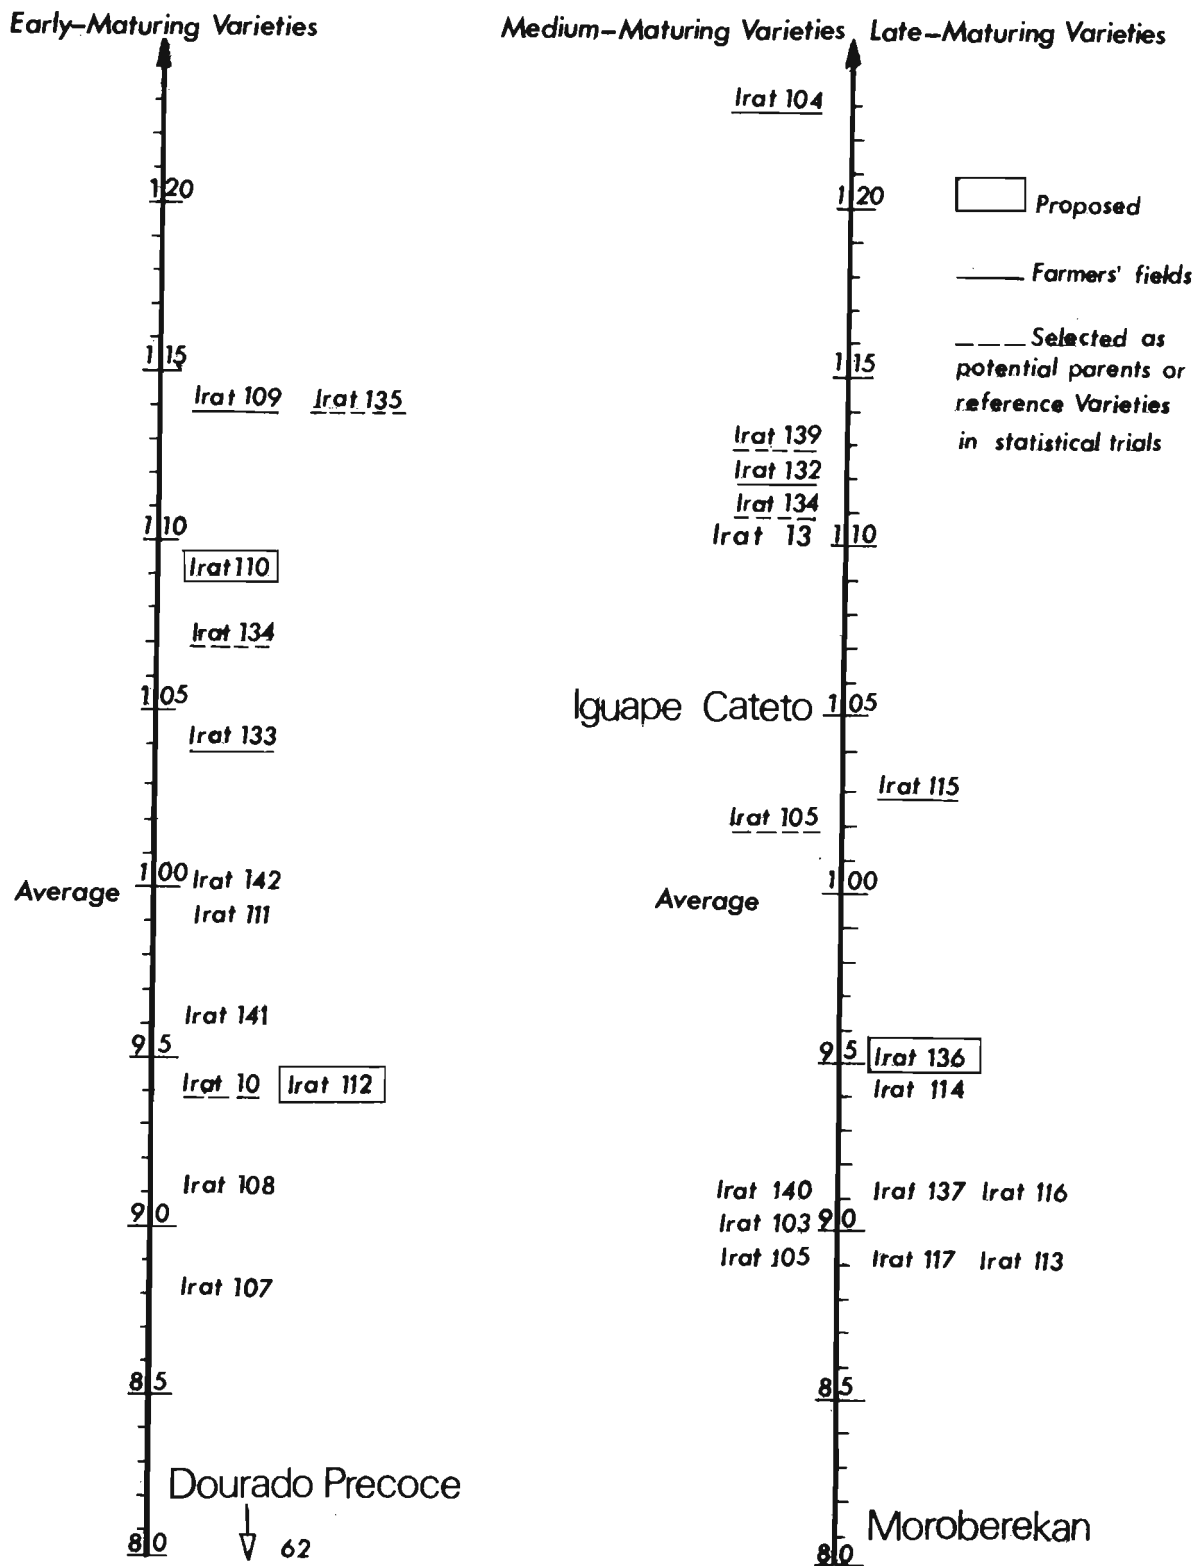 Early-Maturing Varieties
120
115
Irat 109 Irat 135
110
Irat 110
Irat 134
105
Irat 133
100
Average
Irat 142
Irat 111
Irat 141
95
Irat 10 Irat 112
Irat 108
90
Irat 107
85
Dourado Precoce
62
80
Medium-Maturing Varieties Late-Maturing Varieties
Irat 104
120
115
Irat 139
Irat 132
Irat 134
Irat 13
110
Iguape Cateto
105
Irat 115
Irat 105
100
Average
95
Irat 136
Irat 114
Irat 140 Irat 137 Irat 116
Irat 103
90
Irat 105 Irat 117 Irat 113
85
Moroberekan
80
Proposed
Farmers' fields
Selected as
potential parents or
reference Varieties
in statistical trials